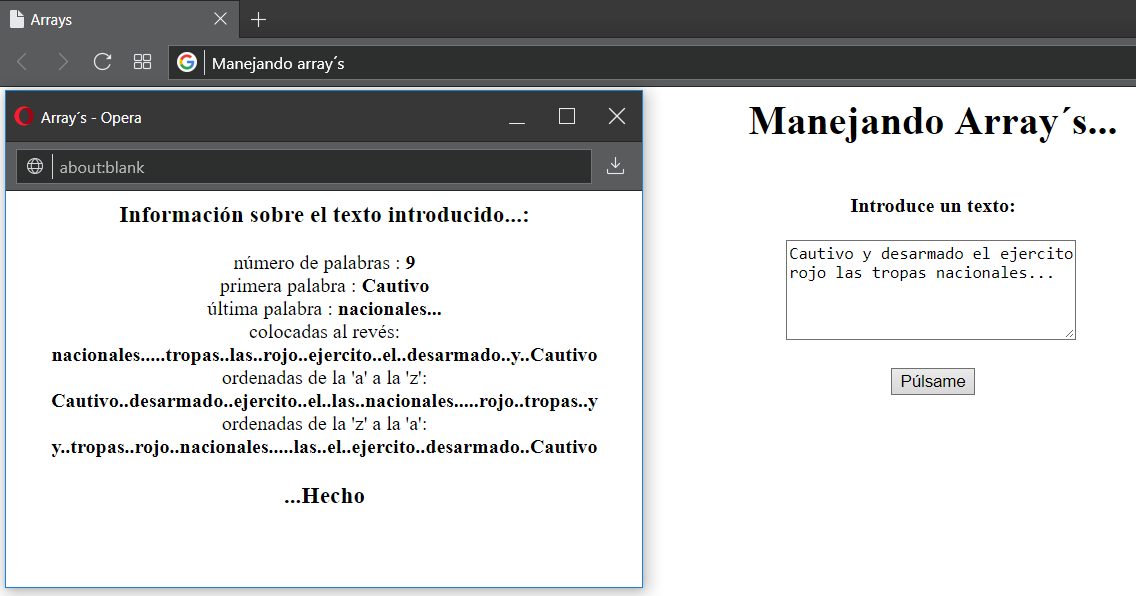 Arrays
Manejando array´s
Array´s - Opera
about:blank
Información sobre el texto introducido...:
número de palabras : 9
primera palabra : Cautivo
última palabra : nacionales...
colocadas al revés:
nacionales.....tropas..las..rojo..ejercito..el..desarmado..y..Cautivo
ordenadas de la 'a' a la 'z':
Cautivo..desarmado..ejercito..el..las..nacionales.....rojo..tropas..y
ordenadas de la 'z' a la 'a':
y..tropas..rojo..nacionales.....las..el..ejercito..desarmado..Cautivo
...Hecho
Manejando Array´s...
Introduce un texto:
Cautivo y desarmado el ejercito
rojo las tropas nacionales...
Púlsame